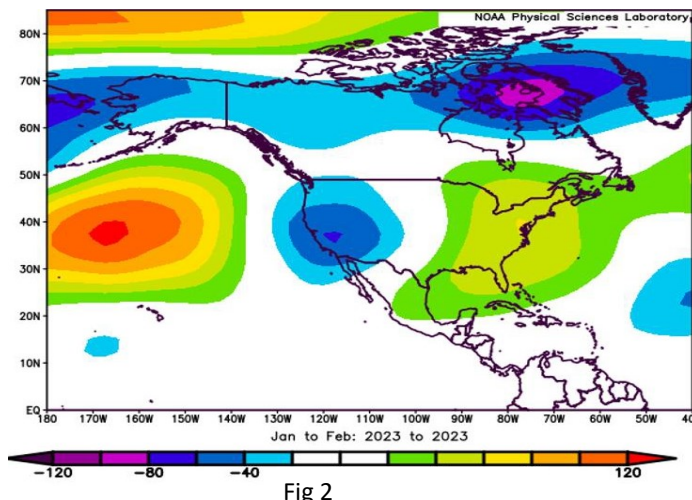 NOAA Physical Sciences Laboratory
80N
70N
60N
50N
40N
30N
20N
10N
EQ
180 170W 160W 150W 140W 130W 120W 110W 100W 90W 80W 70W 60W 50W 40
Jan to Feb: 2023 to 2023
-120 -80 -40 40 80 120
Fig 2